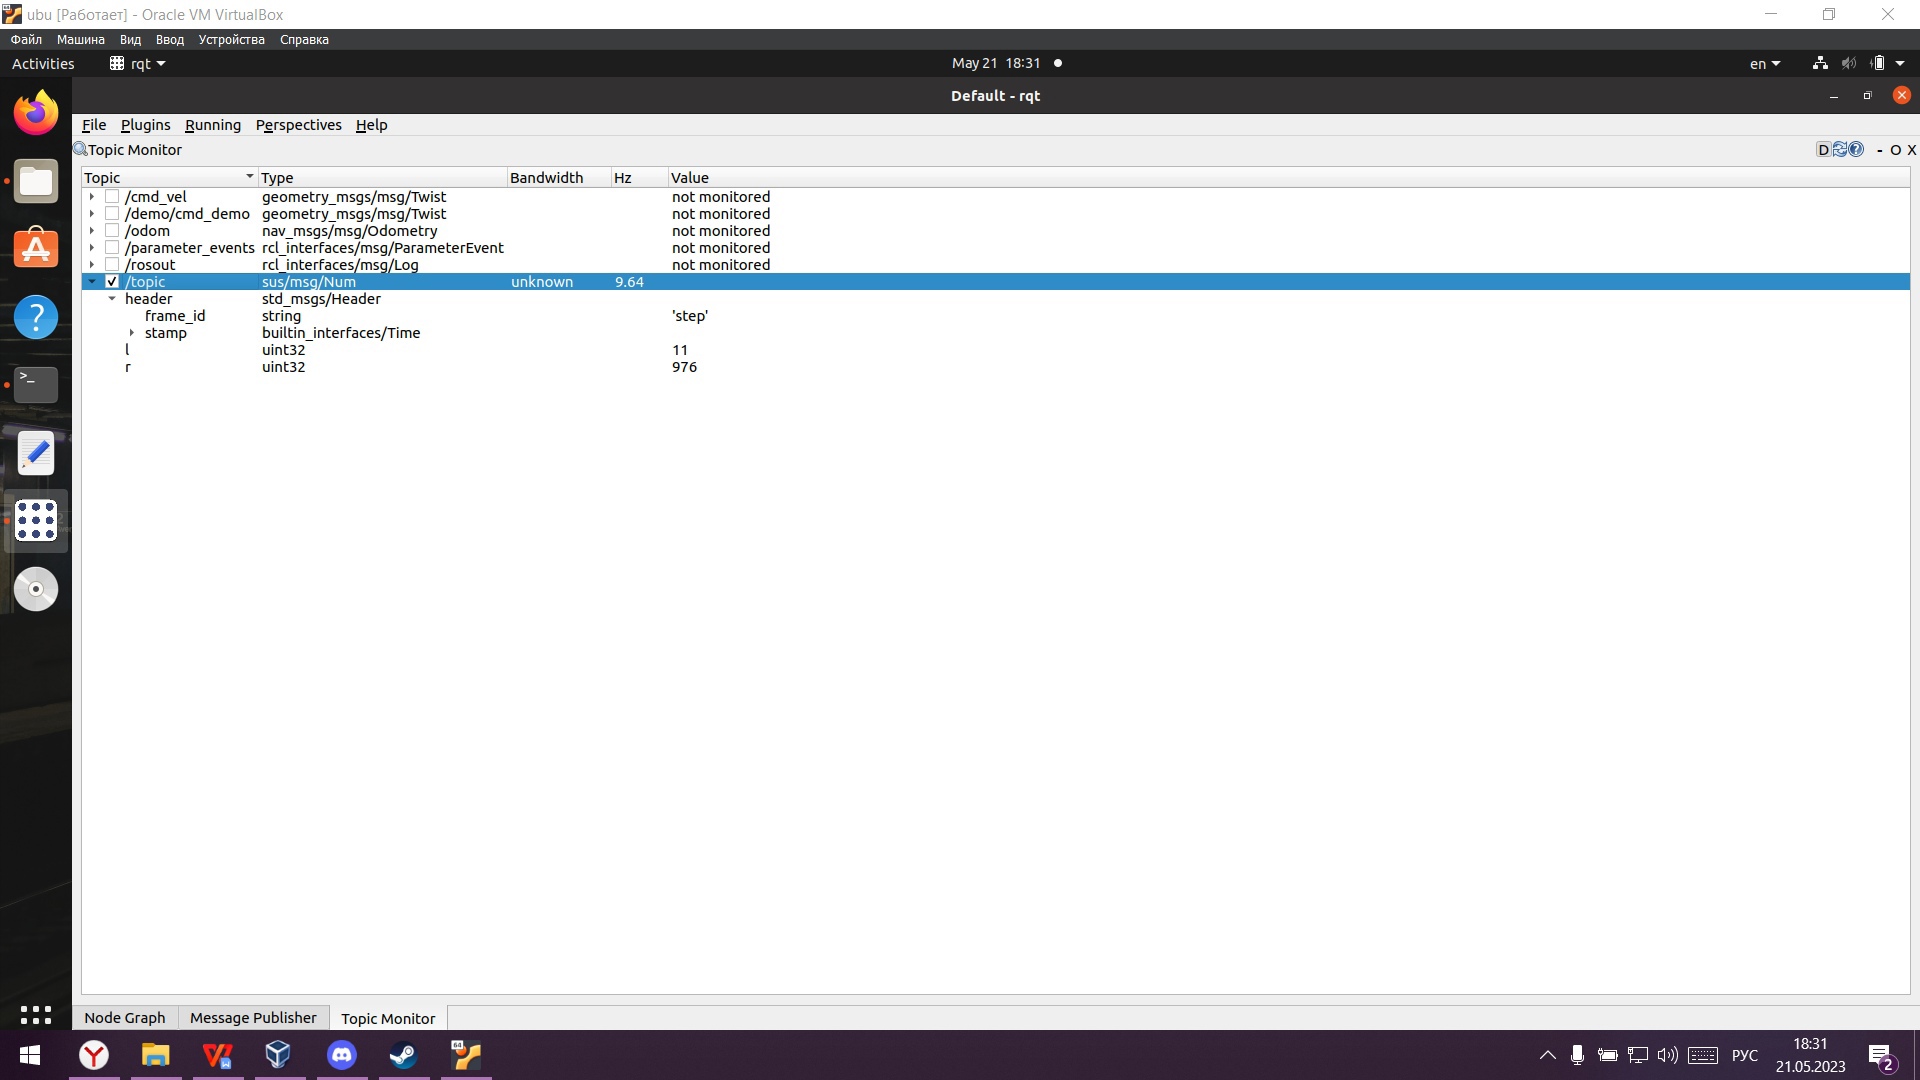 ubu [Работает] - Oracle VM VirtualBox
Файл Машина Вид Ввод Устройства Справка
Activities rqt May 21 18:31 en
Default - rqt
File Plugins Running Perspectives Help
Topic Monitor D - O X
Topic Type Bandwidth Hz Value
/cmd_vel geometry_msgs/msg/Twist not monitored
/demo/cmd_demo geometry_msgs/msg/Twist not monitored
/odom nav_msgs/msg/Odometry not monitored
/parameter_events rcl_interfaces/msg/ParameterEvent not monitored
/rosout rcl_interfaces/msg/Log not monitored
/topic sus/msg/Num unknown 9.64
header std_msgs/Header
frame_id string 'step'
stamp builtin_interfaces/Time
l uint32 11
r uint32 976
Node Graph Message Publisher Topic Monitor
64
РУС
18:31
21.05.2023
2